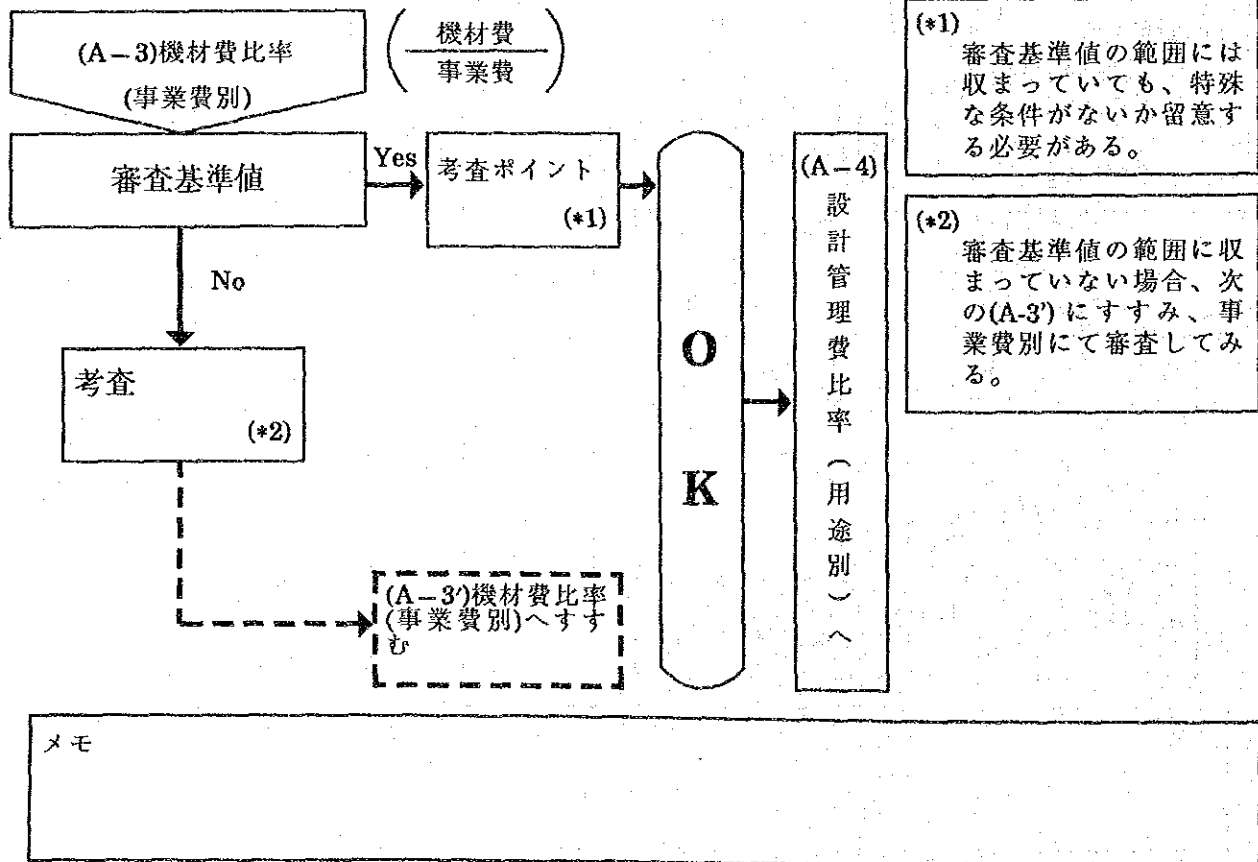 (A－3)機材費比率
(事業費別)
(機材費
事業費)
審査基準値
Yes
考査ポイント
(*1)
No
考査
(*2)
(A－3′)機材費比率
(事業費別)へすす
む
O
K
(A－4)
設計管理費比率（用途別）へ
(*1)
審査基準値の範囲には
収まっていても、特殊
な条件がないか留意す
る必要がある。
(*2)
審査基準値の範囲に収
まっていない場合、次
の(A-3')にすすみ、事
業費別にて審査してみ
る。
メモ